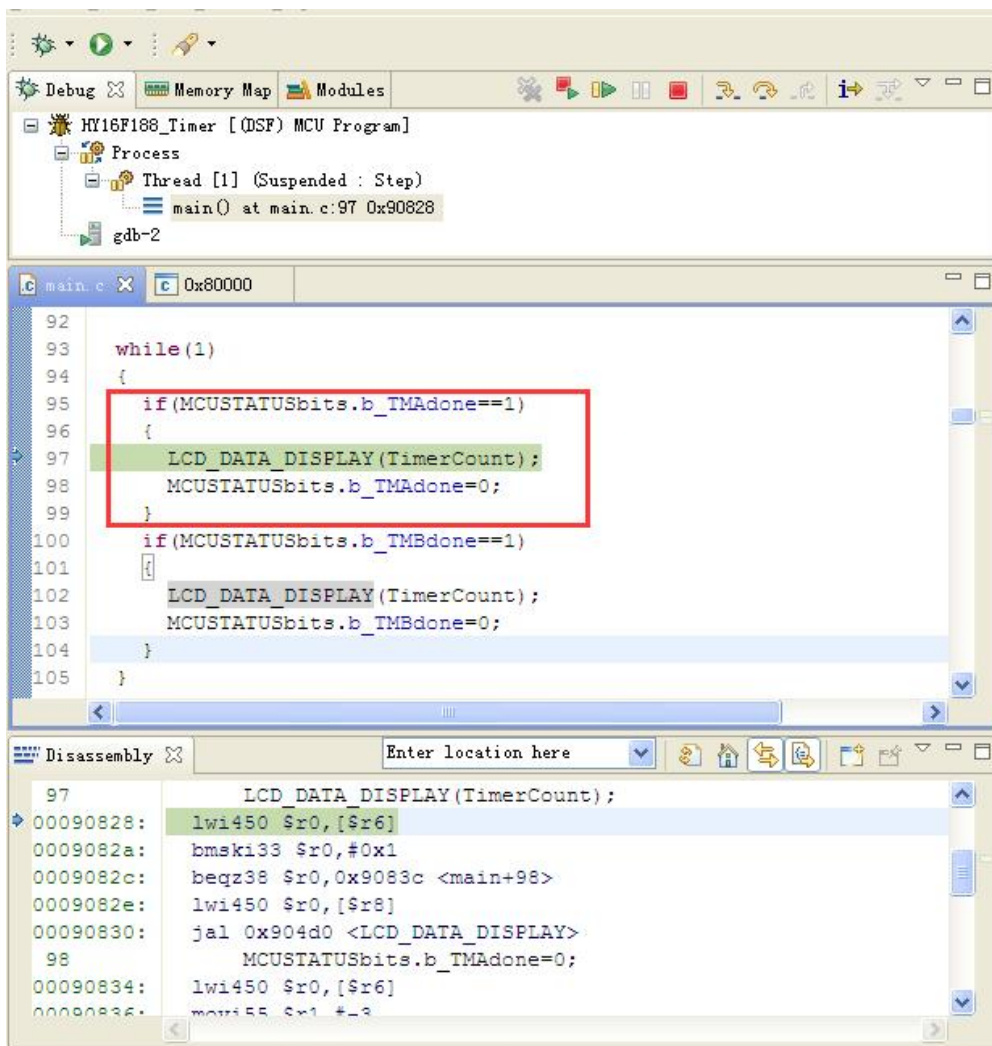 Debug Memory Map Modules
HY16F188_Timer [(DSF) MCU Program]
Process
Thread [1] (Suspended : Step)
main() at main.c:97 0x90828
gdb-2
main.c 0x80000
92
93 while(1)
94 {
95 if(MCUSTATUSbits.b_TMAdone==1)
96 {
97 LCD_DATA_DISPLAY(TimerCount);
98 MCUSTATUSbits.b_TMAdone=0;
99 }
100 if(MCUSTATUSbits.b_TMBdone==1)
101 {
102 LCD_DATA_DISPLAY(TimerCount);
103 MCUSTATUSbits.b_TMBdone=0;
104 }
105 }
Disassembly Enter location here
97 LCD_DATA_DISPLAY(TimerCount);
00090828: lwi450 $r0,[$r6]
0009082a: bmski33 $r0,#0x1
0009082c: beqz38 $r0,0x9083c <main+98>
0009082e: lwi450 $r0,[$r8]
00090830: jal 0x904d0 <LCD_DATA_DISPLAY>
98 MCUSTATUSbits.b_TMAdone=0;
00090834: lwi450 $r0,[$r6]
00090836: movi55 $r1,#-3